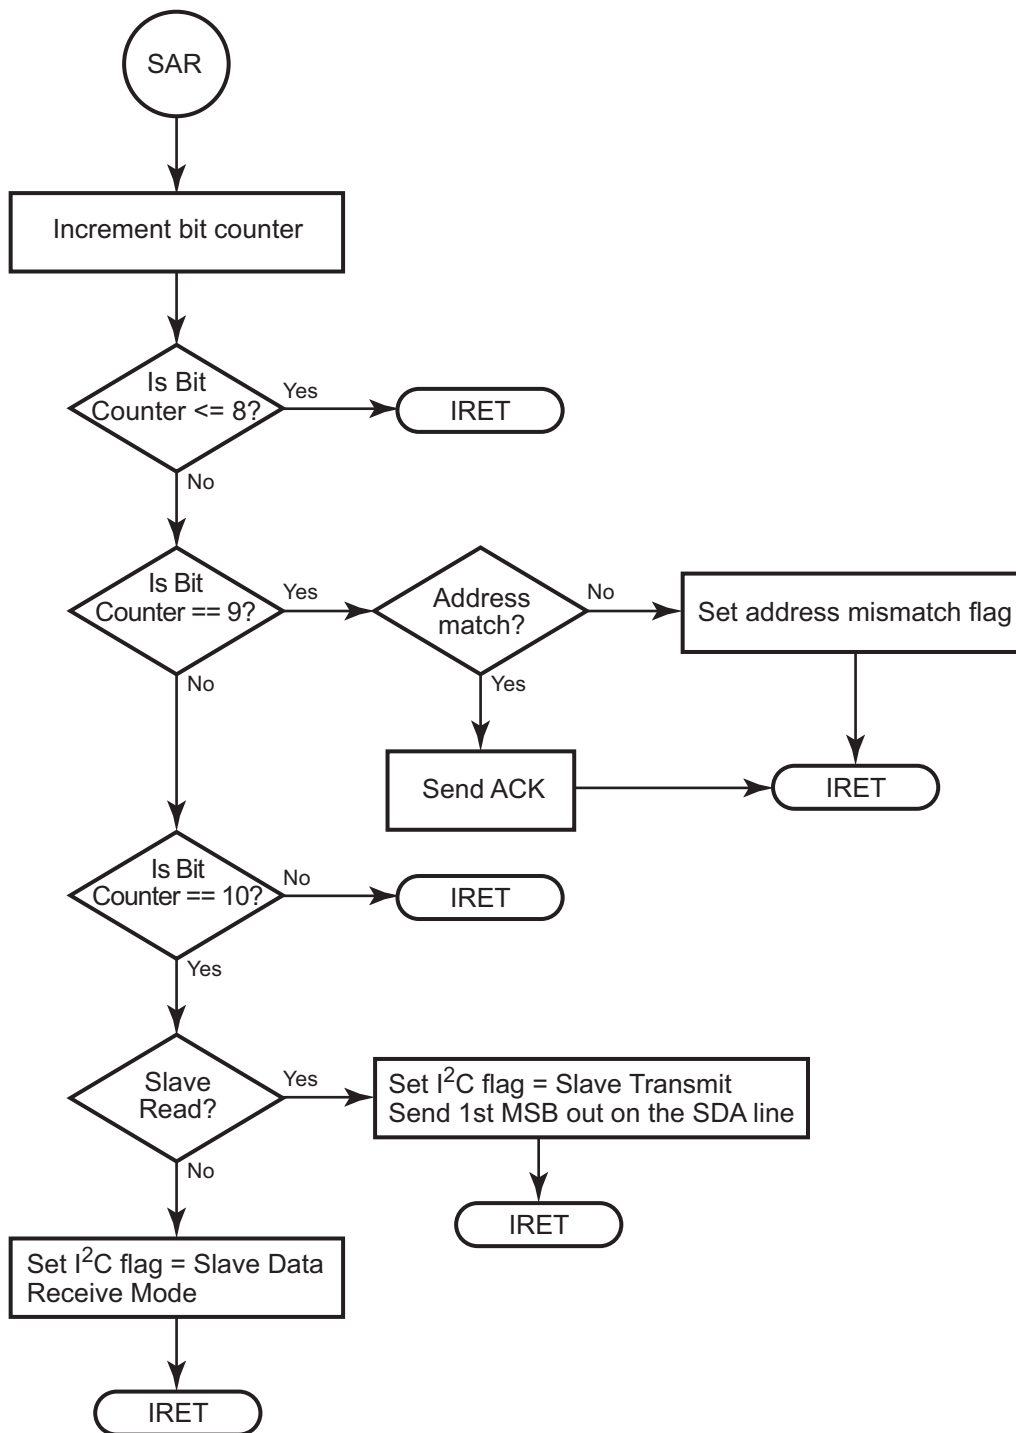 SAR
Increment bit counter
Is Bit
Counter <= 8?
Yes
IRET
No
Is Bit
Counter == 9?
Yes
Address
match?
No
Set address mismatch flag
No
Yes
Send ACK
IRET
Is Bit
Counter == 10?
No
IRET
Yes
Slave
Read?
Yes
Set I²C flag = Slave Transmit
Send 1st MSB out on the SDA line
No
IRET
Set I²C flag = Slave Data
Receive Mode
IRET